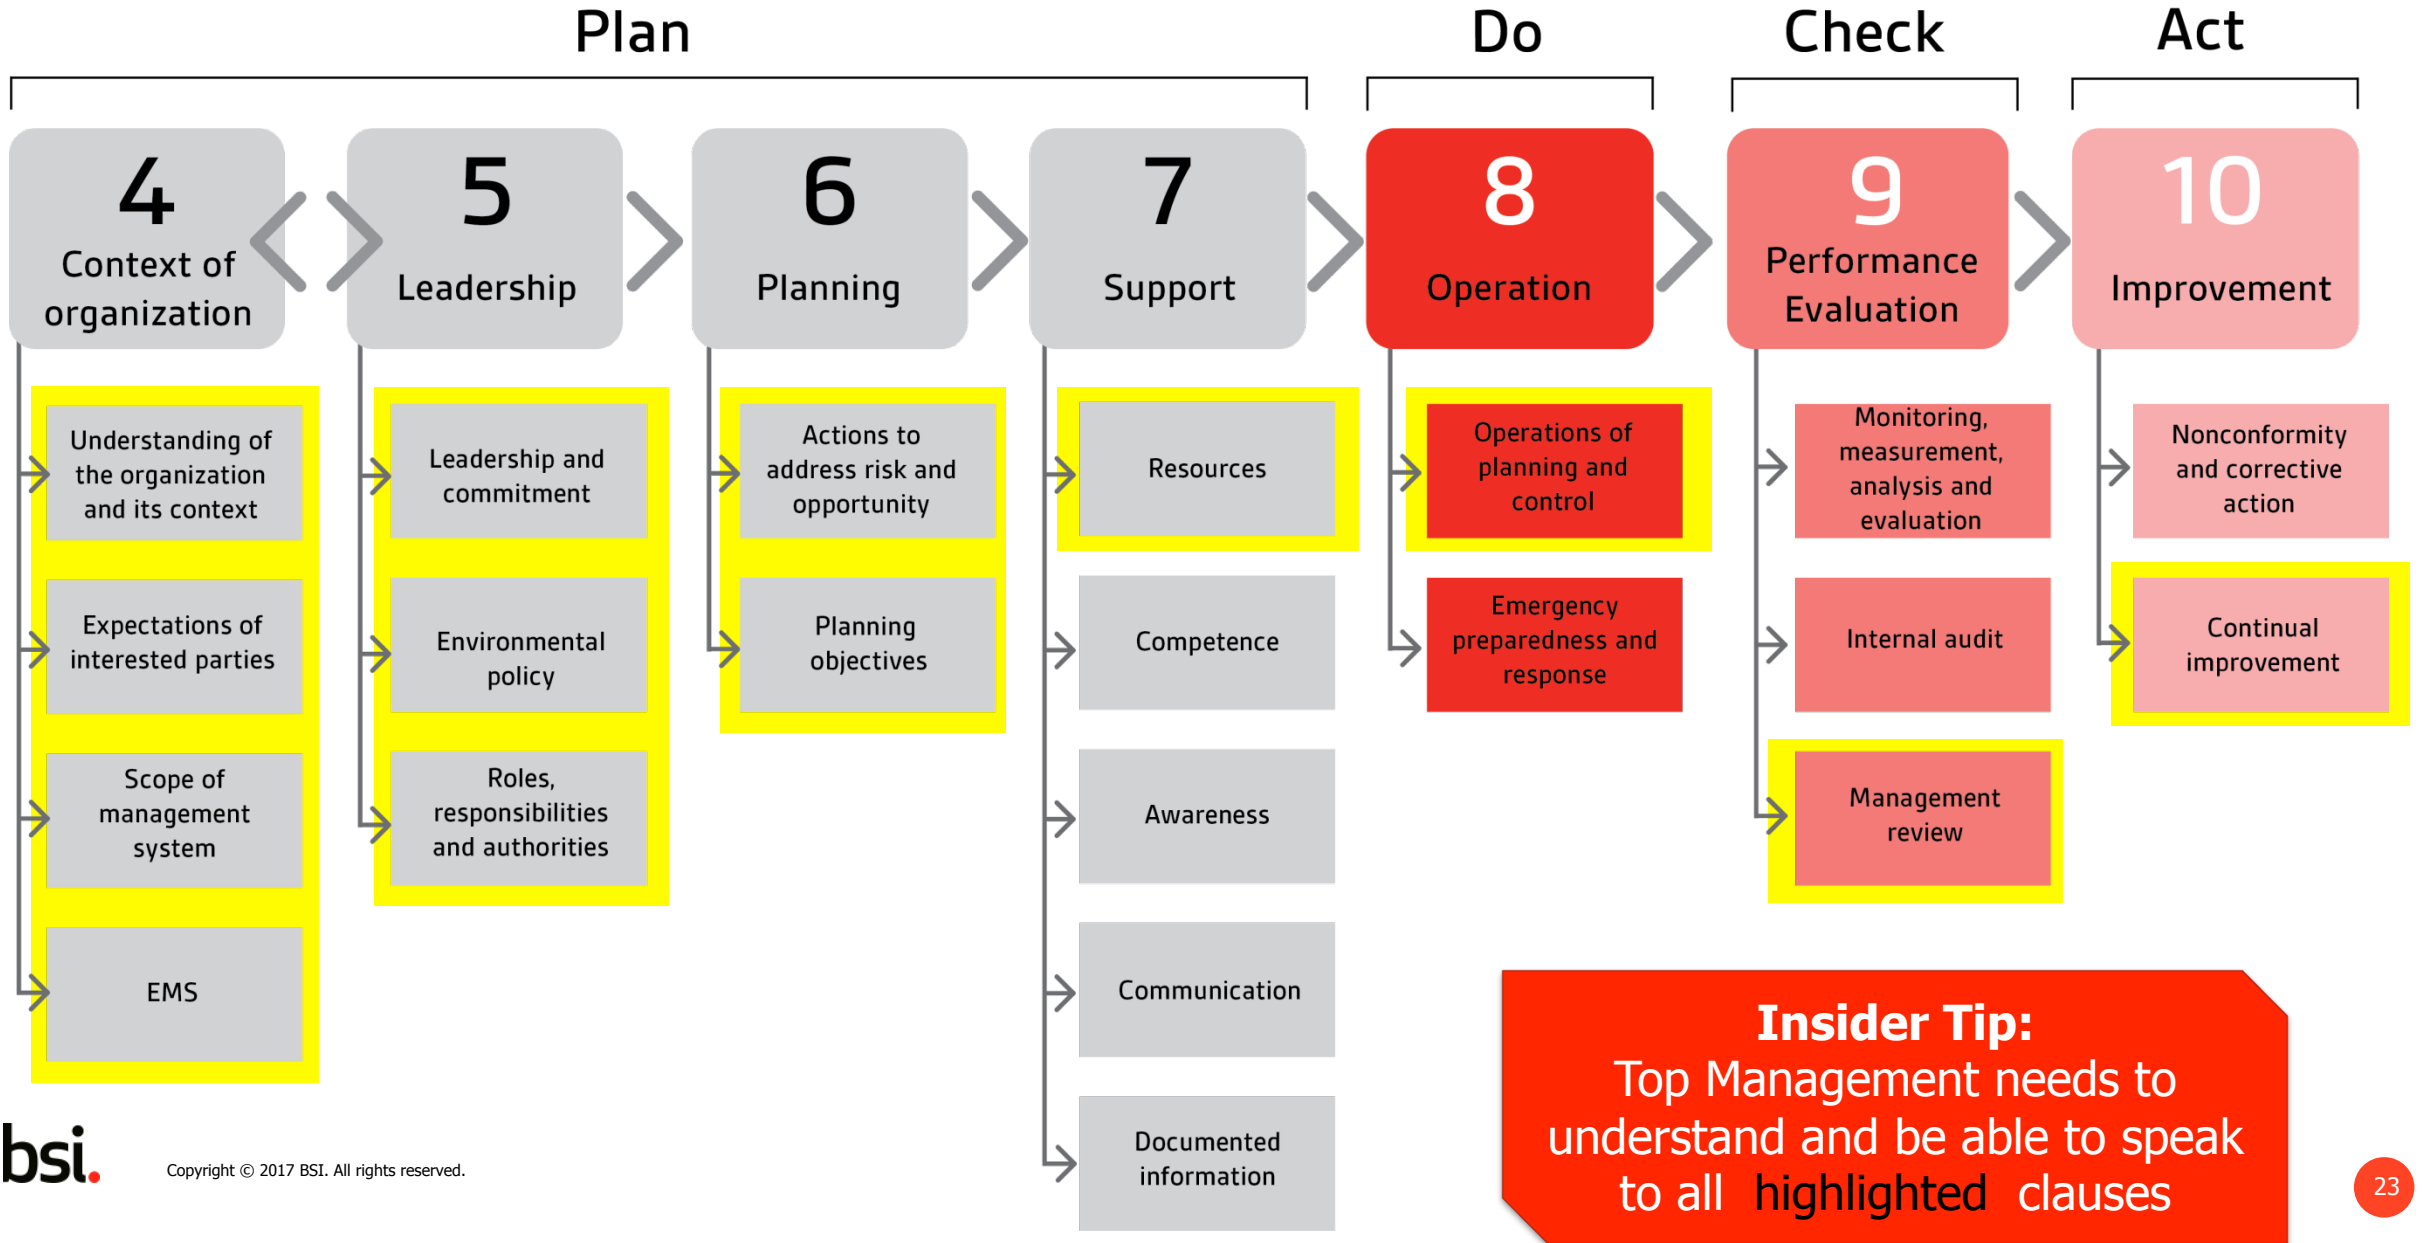 Plan
Do
Check
Act
4
Context of
organization
5
Leadership
6
Planning
7
Support
8
Operation
9
Performance
Evaluation
10
Improvement
Understanding of
the organization
and its context
Expectations of
interested parties
Scope of
management
system
EMS
Leadership and
commitment
Environmental
policy
Roles,
responsibilities
and authorities
Actions to
address risk and
opportunity
Planning
objectives
Resources
Competence
Awareness
Communication
Documented
information
Operations of
planning and
control
Emergency
preparedness and
response
Monitoring,
measurement,
analysis and
evaluation
Internal audit
Management
review
Nonconformity
and corrective
action
Continual
improvement
Insider Tip:
Top Management needs to
understand and be able to speak
to all highlighted clauses
bsi.
Copyright © 2017 BSI. All rights reserved.
23